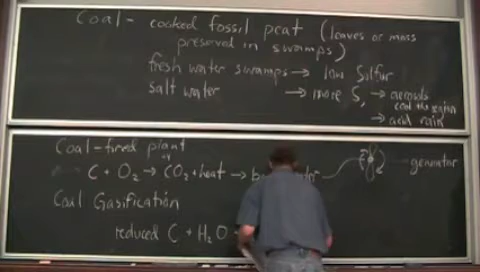 Coal - cooked fossil peat (leaves or moss
preserved in swamps)
fresh water swamps → low Sulfur
salt water → more S, → aerosols
cool the region
→ acid rain
Coal-fired plant
C + O₂ → CO₂ + heat → generator
Coal Gasification
reduced C + H₂O